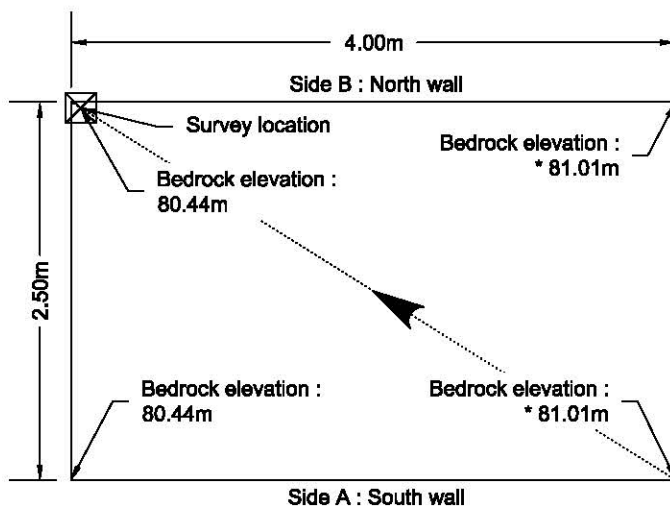 4.00m
Side B : North wall
Survey location
Bedrock elevation :
* 81.01m
Bedrock elevation :
80.44m
2.50m
Bedrock elevation :
80.44m
Bedrock elevation :
* 81.01m
Side A : South wall